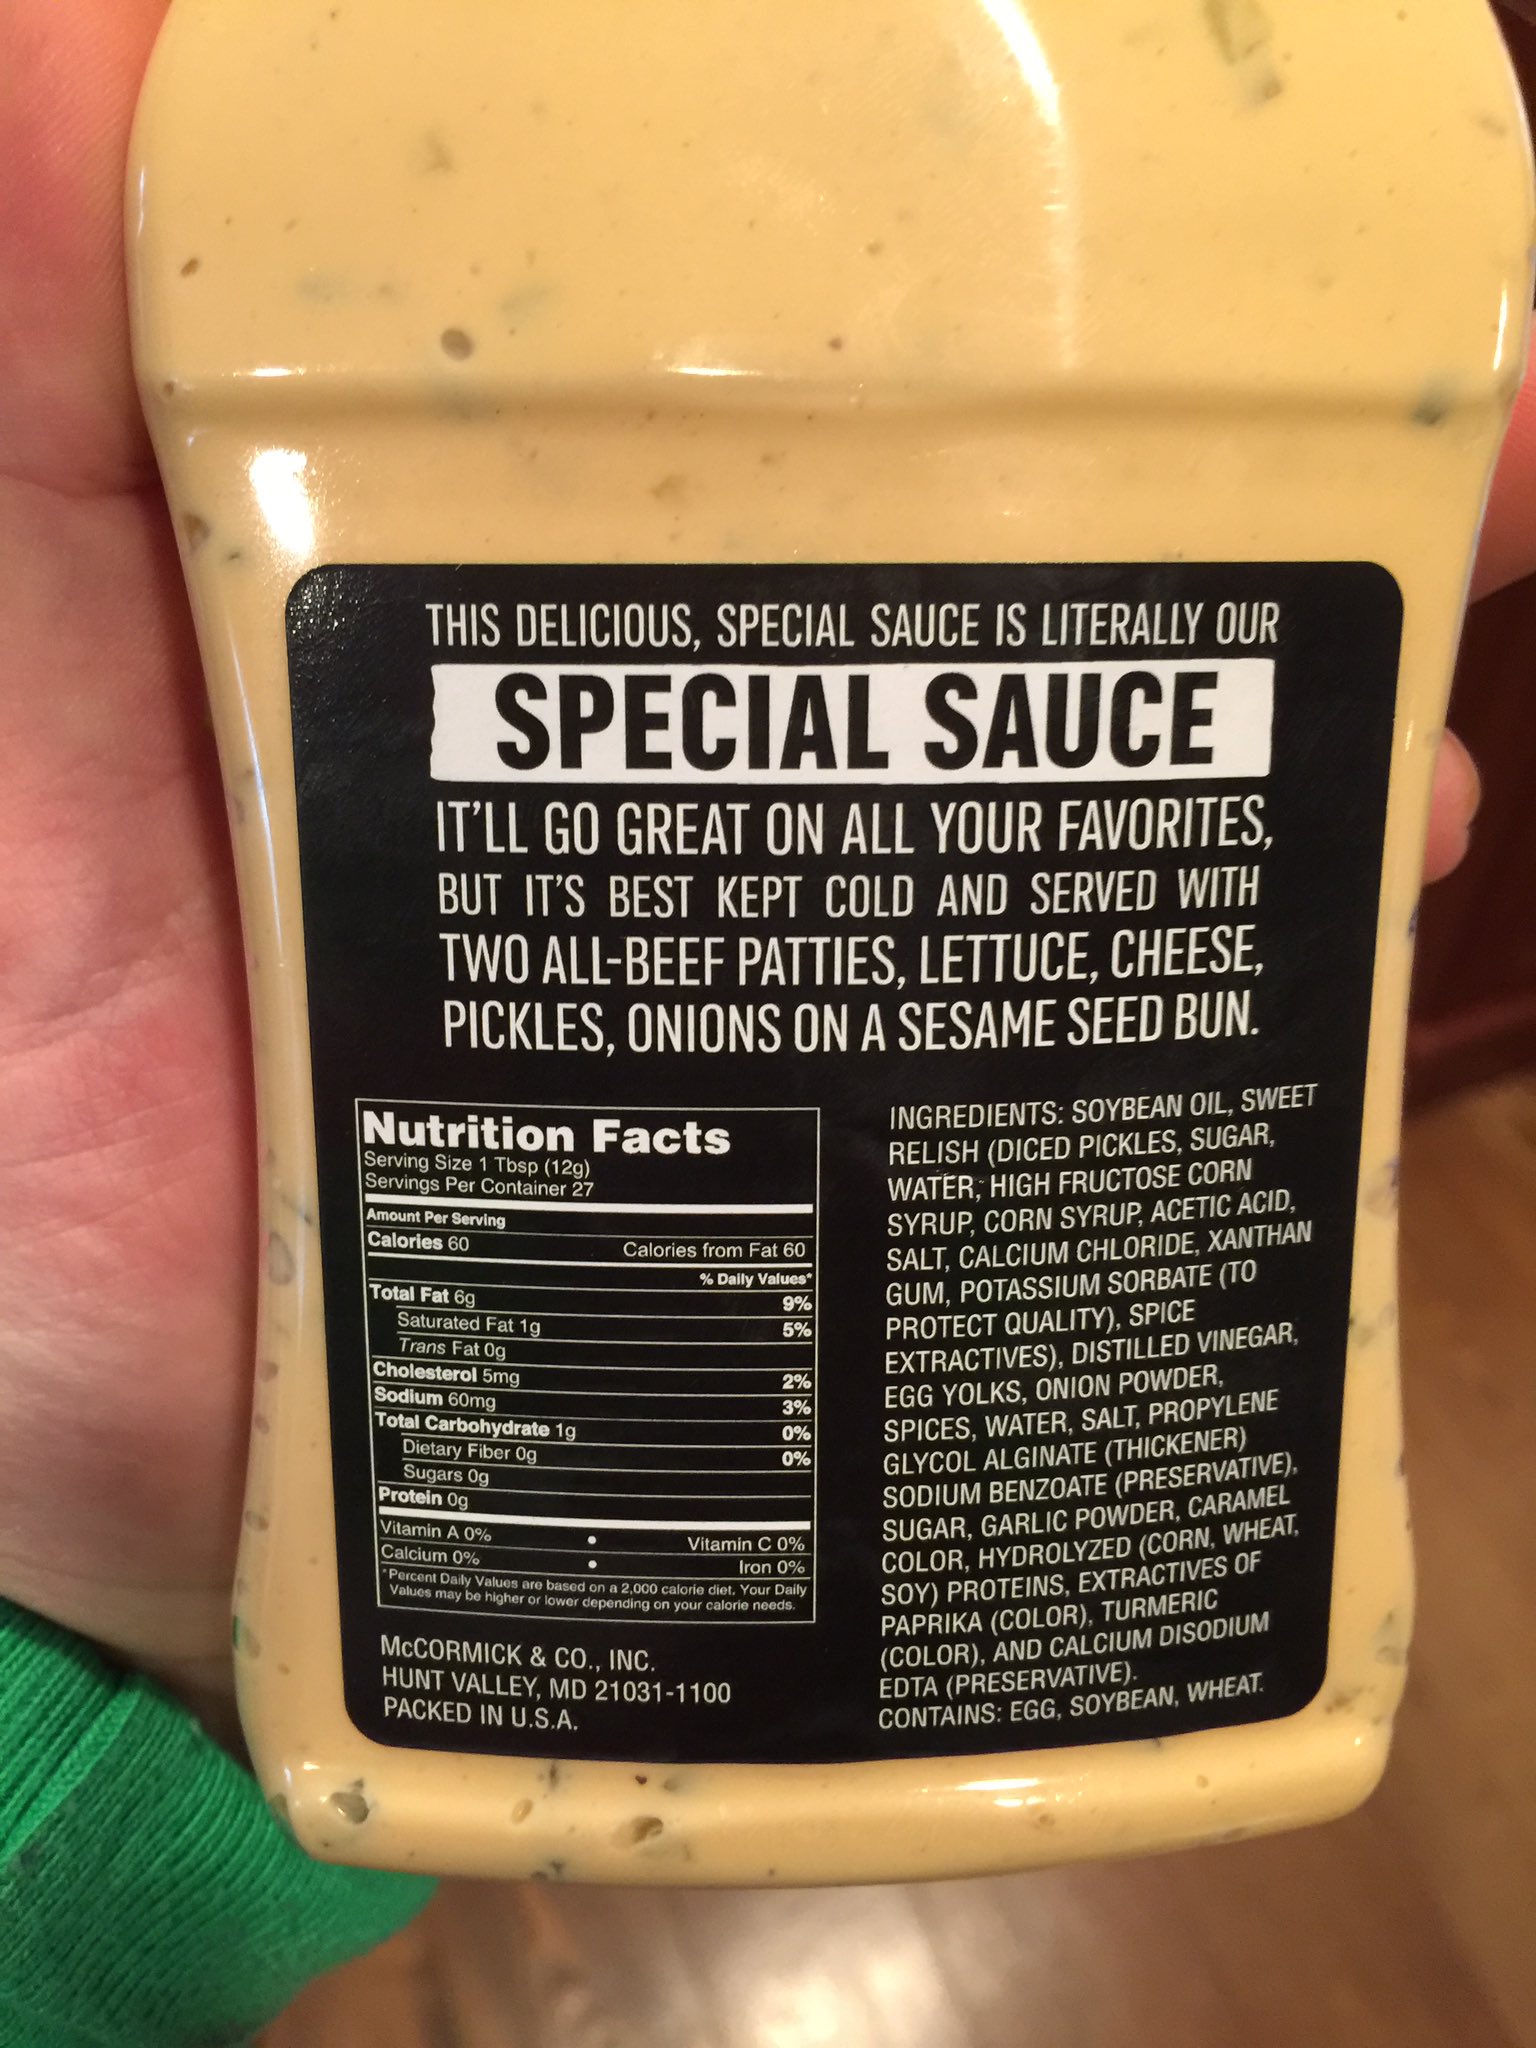 THIS DELICIOUS, SPECIAL SAUCE IS LITERALLY OUR
SPECIAL SAUCE
IT'LL GO GREAT ON ALL YOUR FAVORITES,
BUT IT'S BEST KEPT COLD AND SERVED WITH
TWO ALL-BEEF PATTIES, LETTUCE, CHEESE,
PICKLES, ONIONS ON A SESAME SEED BUN.
Nutrition Facts
Serving Size 1 Tbsp (12g)
Servings Per Container 27
Amount Per Serving
Calories 60 Calories from Fat 60
% Daily Values*
Total Fat 6g 9%
Saturated Fat 1g 5%
Trans Fat 0g
Cholesterol 5mg 2%
Sodium 60mg 3%
Total Carbohydrate 1g 0%
Dietary Fiber 0g 0%
Sugars 0g
Protein 0g
Vitamin A 0% • Vitamin C 0%
Calcium 0% • Iron 0%
*Percent Daily Values are based on a 2,000 calorie diet. Your Daily
Values may be higher or lower depending on your calorie needs.
McCORMICK & CO., INC.
HUNT VALLEY, MD 21031-1100
PACKED IN U.S.A.
INGREDIENTS: SOYBEAN OIL, SWEET
RELISH (DICED PICKLES, SUGAR,
WATER, HIGH FRUCTOSE CORN
SYRUP, CORN SYRUP, ACETIC ACID,
SALT, CALCIUM CHLORIDE, XANTHAN
GUM, POTASSIUM SORBATE (TO
PROTECT QUALITY), SPICE
EXTRACTIVES), DISTILLED VINEGAR,
EGG YOLKS, ONION POWDER,
SPICES, WATER, SALT, PROPYLENE
GLYCOL ALGINATE (THICKENER)
SODIUM BENZOATE (PRESERVATIVE),
SUGAR, GARLIC POWDER, CARAMEL
COLOR, HYDROLYZED (CORN, WHEAT,
SOY) PROTEINS, EXTRACTIVES OF
PAPRIKA (COLOR), TURMERIC
(COLOR), AND CALCIUM DISODIUM
EDTA (PRESERVATIVE).
CONTAINS: EGG, SOYBEAN, WHEAT.